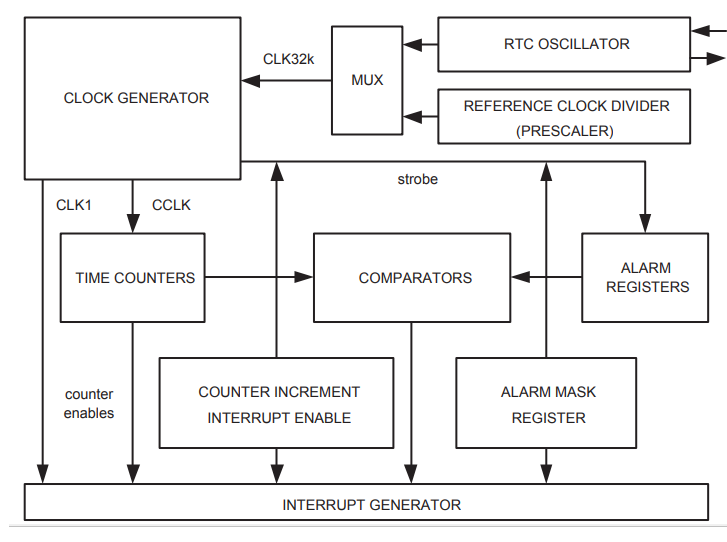 RTC OSCILLATOR
CLK32k
MUX
CLOCK GENERATOR
REFERENCE CLOCK DIVIDER
(PRESCALER)
strobe
CLK1
CCLK
TIME COUNTERS
COMPARATORS
ALARM
REGISTERS
counter
enables
COUNTER INCREMENT
INTERRUPT ENABLE
ALARM MASK
REGISTER
INTERRUPT GENERATOR